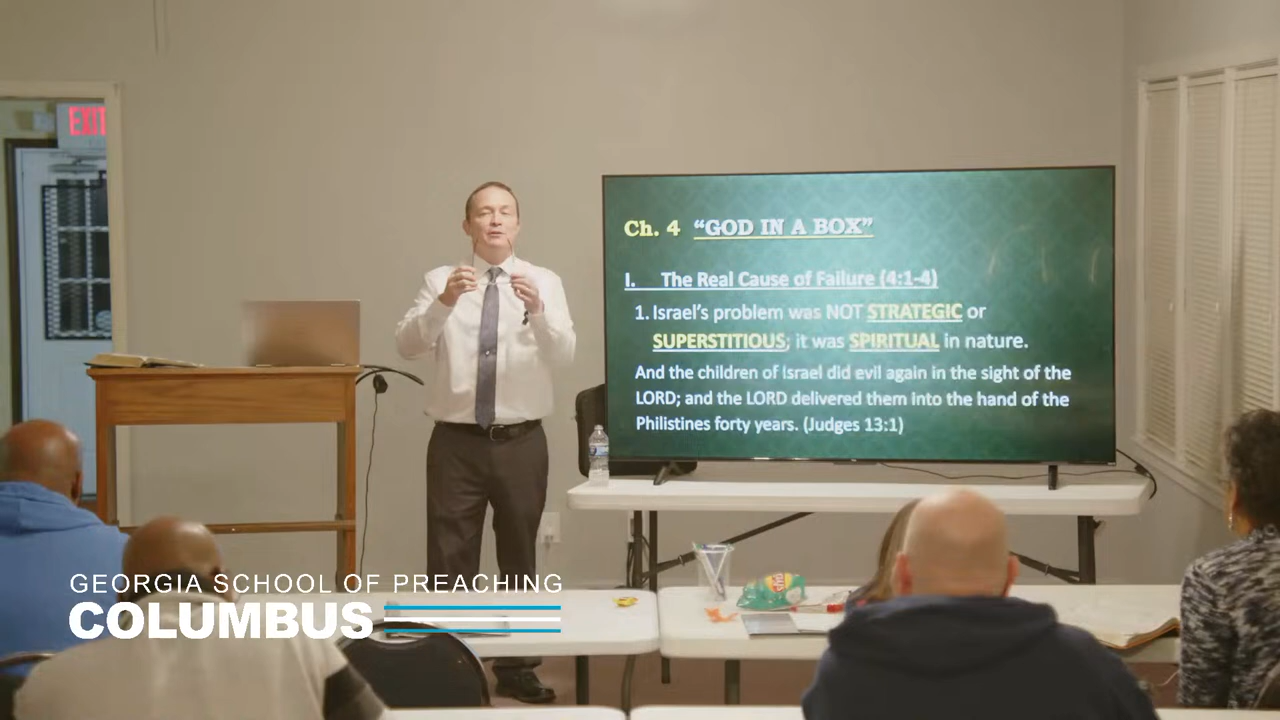 EXIT
Ch. 4 “GOD IN A BOX”
I. The Real Cause of Failure (4:1-4)
1. Israel’s problem was NOT STRATEGIC or
SUPERSTITIOUS; it was SPIRITUAL in nature.
And the children of Israel did evil again in the sight of the
LORD; and the LORD delivered them into the hand of the
Philistines forty years. (Judges 13:1)
GEORGIA SCHOOL OF PREACHING
COLUMBUS